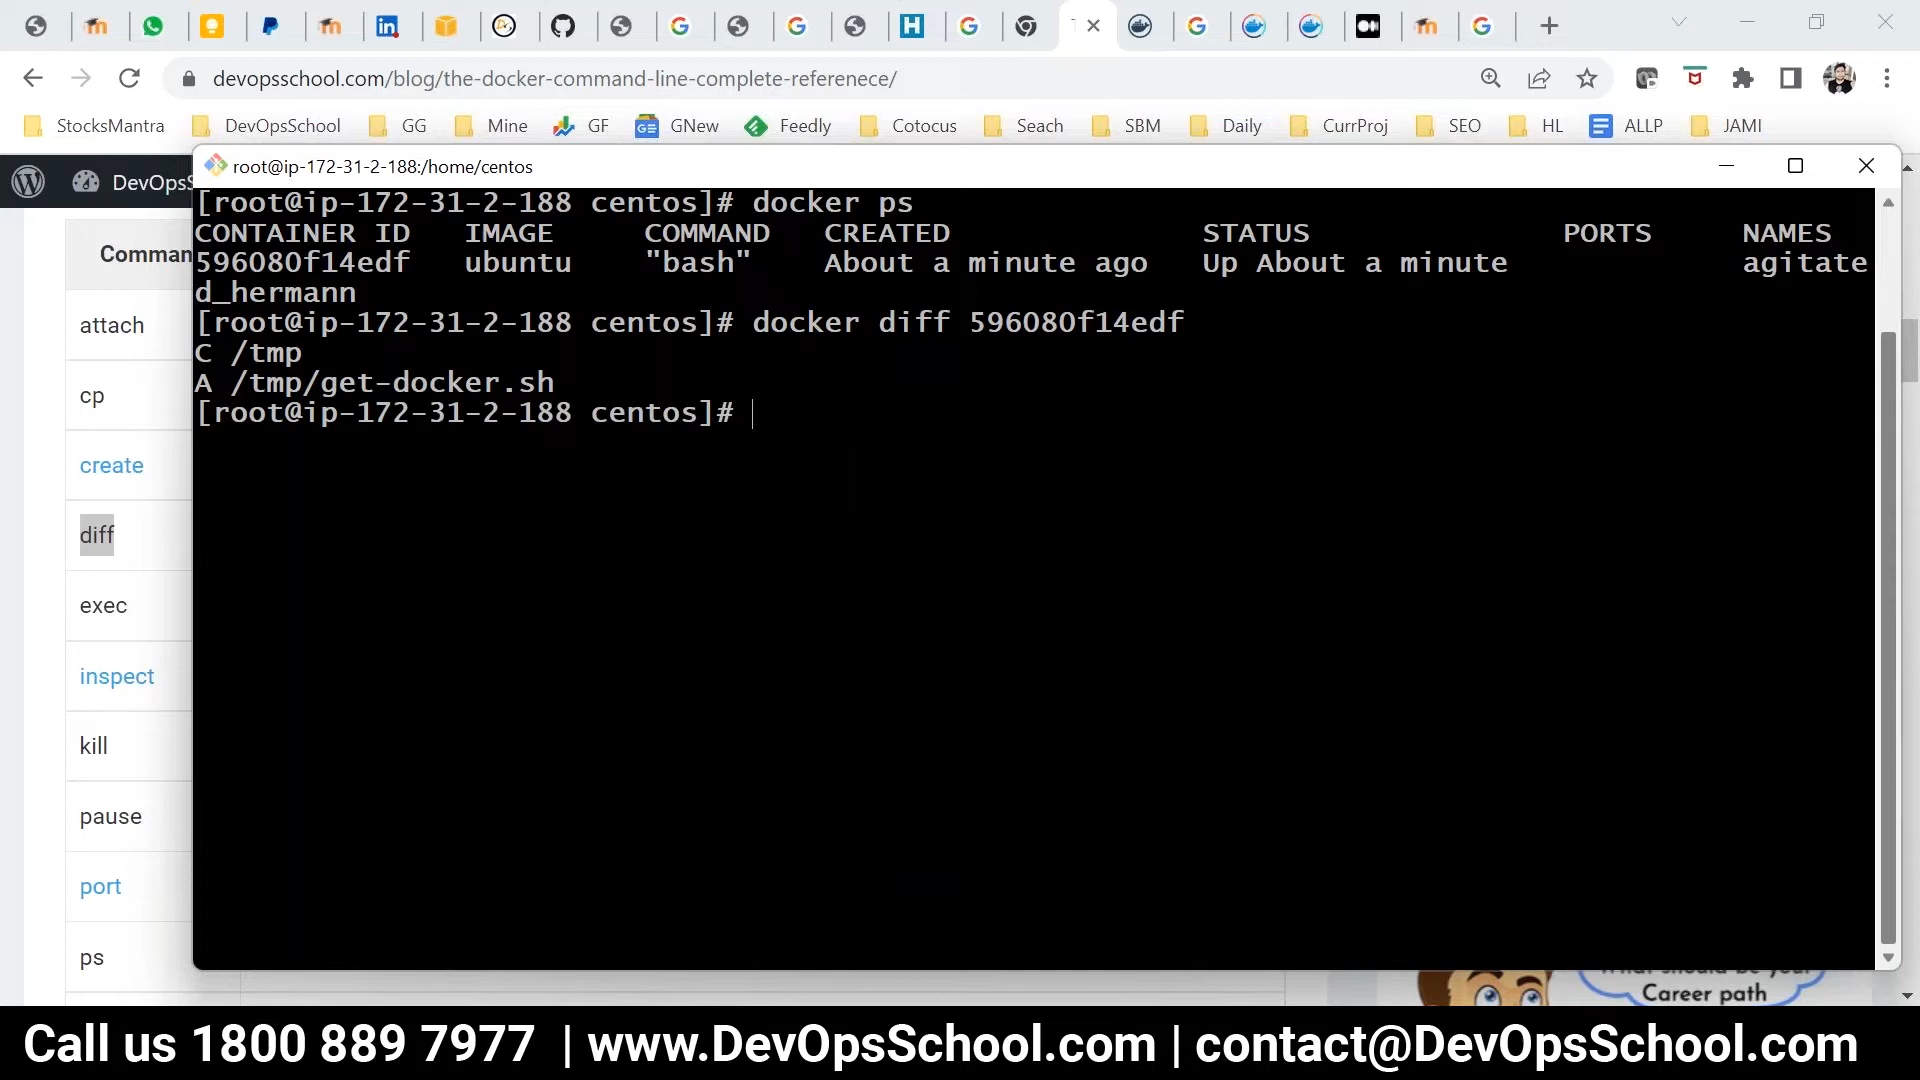 devopsschool.com/blog/the-docker-command-line-complete-referenece/
StocksMantra DevOpsSchool GG Mine GF GNew Feedly Cotocus Seach SBM Daily CurrProj SEO HL ALLP JAMI
root@ip-172-31-2-188:/home/centos
DevOpsS
[root@ip-172-31-2-188 centos]# docker ps
CONTAINER ID IMAGE COMMAND CREATED STATUS PORTS NAMES
596080f14edf ubuntu "bash" About a minute ago Up About a minute agitate
d_hermann
[root@ip-172-31-2-188 centos]# docker diff 596080f14edf
C /tmp
A /tmp/get-docker.sh
[root@ip-172-31-2-188 centos]#
Comman
attach
cp
create
diff
exec
inspect
kill
pause
port
ps
What should be your
Career path
Call us 1800 889 7977 | www.DevOpsSchool.com | contact@DevOpsSchool.com